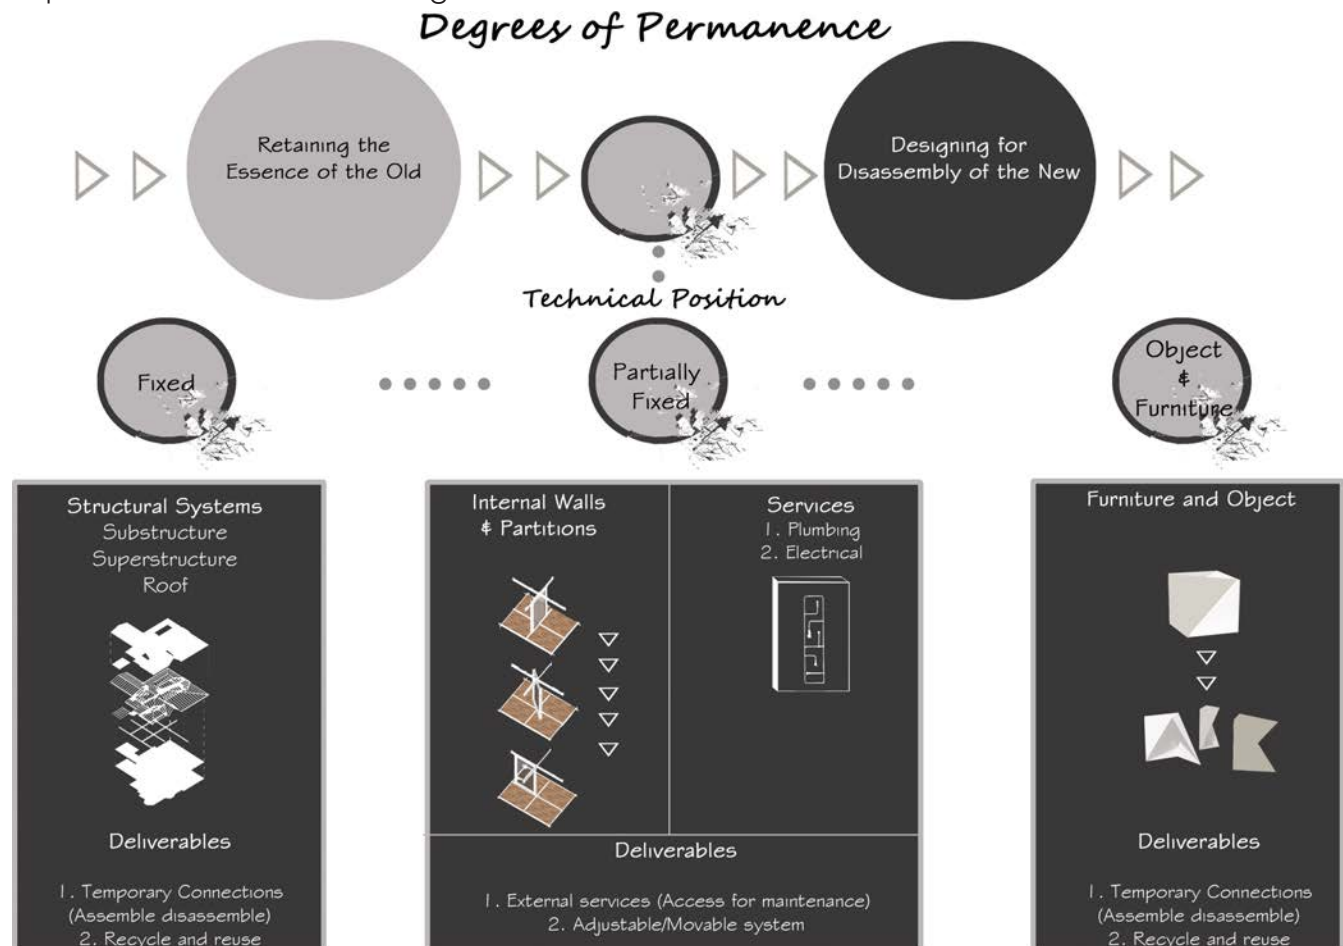 Degrees of Permanence
Retaining the
Essence of the Old
Designing for
Disassembly of the New
Technical Position
Fixed
Partially
Fixed
Object
&
Furniture
Structural Systems
Substructure
Superstructure
Roof
Deliverables
1. Temporary Connections
(Assemble disassemble)
2. Recycle and reuse
Internal Walls
& Partitions
Services
1. Plumbing
2. Electrical
Deliverables
1. External services (Access for maintenance)
2. Adjustable/Movable system
Furniture and Object
Deliverables
1. Temporary Connections
(Assemble disassemble)
2. Recycle and reuse